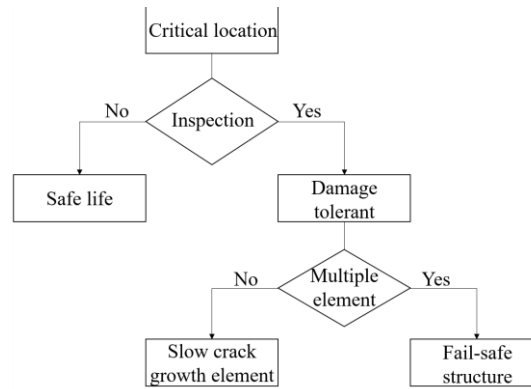 Critical location
No
Yes
Inspection
Safe life
Damage
tolerant
No
Yes
Multiple
element
Slow crack
growth element
Fail-safe
structure